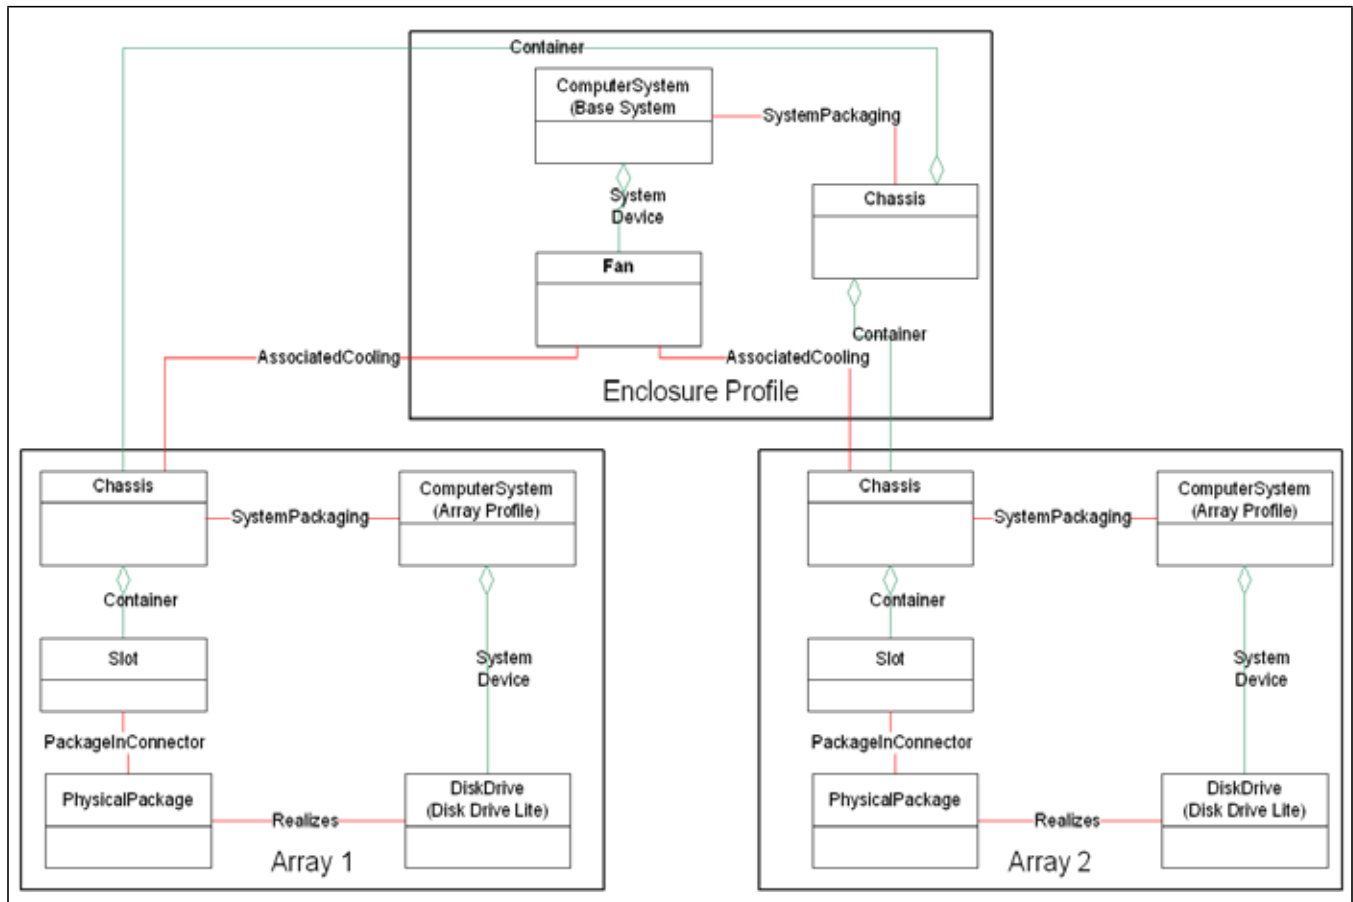 Container
ComputerSystem
(Base System
SystemPackaging
Chassis
System
Device
Fan
Container
AssociatedCooling
AssociatedCooling
Enclosure Profile
Chassis
ComputerSystem
(Array Profile)
SystemPackaging
Container
Slot
System
Device
PackageInConnector
PhysicalPackage
DiskDrive
(Disk Drive Lite)
Realizes
Array 1
Chassis
ComputerSystem
(Array Profile)
SystemPackaging
Container
Slot
System
Device
PackageInConnector
PhysicalPackage
DiskDrive
(Disk Drive Lite)
Realizes
Array 2